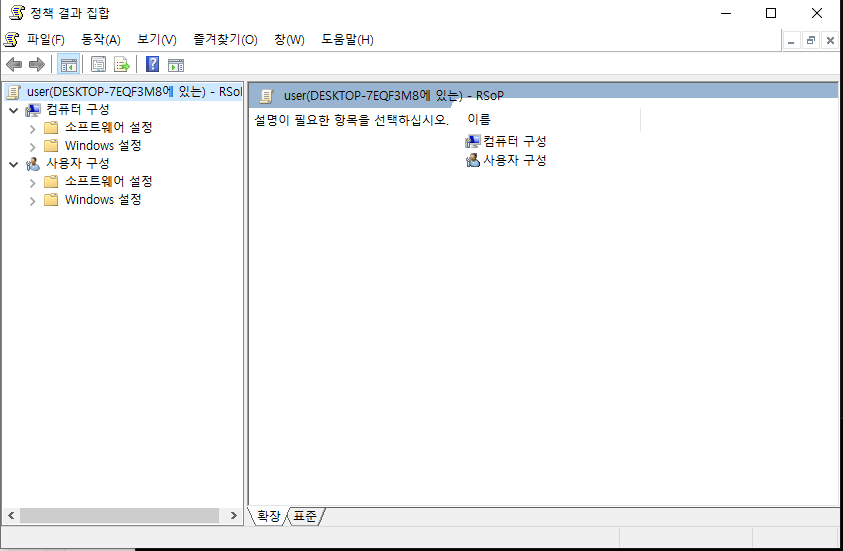 정책 결과 집합
파일(F) 동작(A) 보기(V) 즐겨찾기(O) 창(W) 도움말(H)
user(DESKTOP-7EQF3M8에 있는) - RSoI
컴퓨터 구성
소프트웨어 설정
Windows 설정
사용자 구성
소프트웨어 설정
Windows 설정
user(DESKTOP-7EQF3M8에 있는) - RSoP
설명이 필요한 항목을 선택하십시오.
이름
컴퓨터 구성
사용자 구성
확장 표준